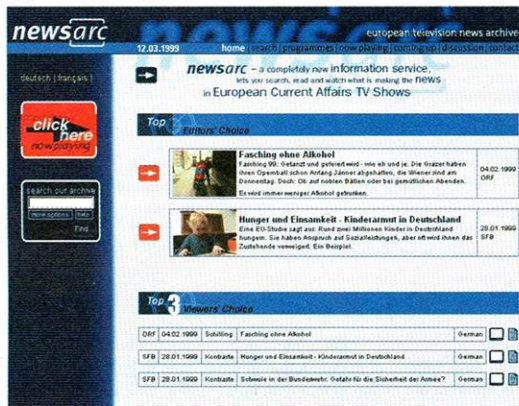 newsarc
european television news archive
12.03.1999
home | search | programmes | now playing | coming up | discussion | contact
deutsch | français |
newsarc – a completely new information service,
lets you search, read and watch what is making the news
in European Current Affairs TV Shows
click
here
now playing
Top
Editors' Choice
Fasching ohne Alkohol
Fasching 99: Getanzt und gefeiert wird - wie eh und je. Die Grazer haben
ihren Opernball schon Anfang Jänner abgehalten, die Wiener sind am
Donnerstag. Doch: Ob auf noblen Bällen oder bei gemütlichen Abenden.
Es wird immer weniger Alkohol getrunken.
04.02.1999
ORF
search our archive
more options | help
Find
Hunger und Einsamkeit - Kinderarmut in Deutschland
Eine EU-Studie sagt aus: Rund zwei Millionen Kinder in Deutschland
hungern. Sie haben Anspruch auf Sozialleistungen, aber oft wird ihnen das
Zustehende verweigert. Ein Beispiel.
28.01.1999
SFB
Top 3
Viewers' Choice
ORF 04.02.1999 Schilling Fasching ohne Alkohol German
SFB 28.01.1999 Kontraste Hunger und Einsamkeit - Kinderarmut in Deutschland German
SFB 28.01.1999 Kontraste Schwule in der Bundeswehr. Gefahr für die Sicherheit der Armee? German